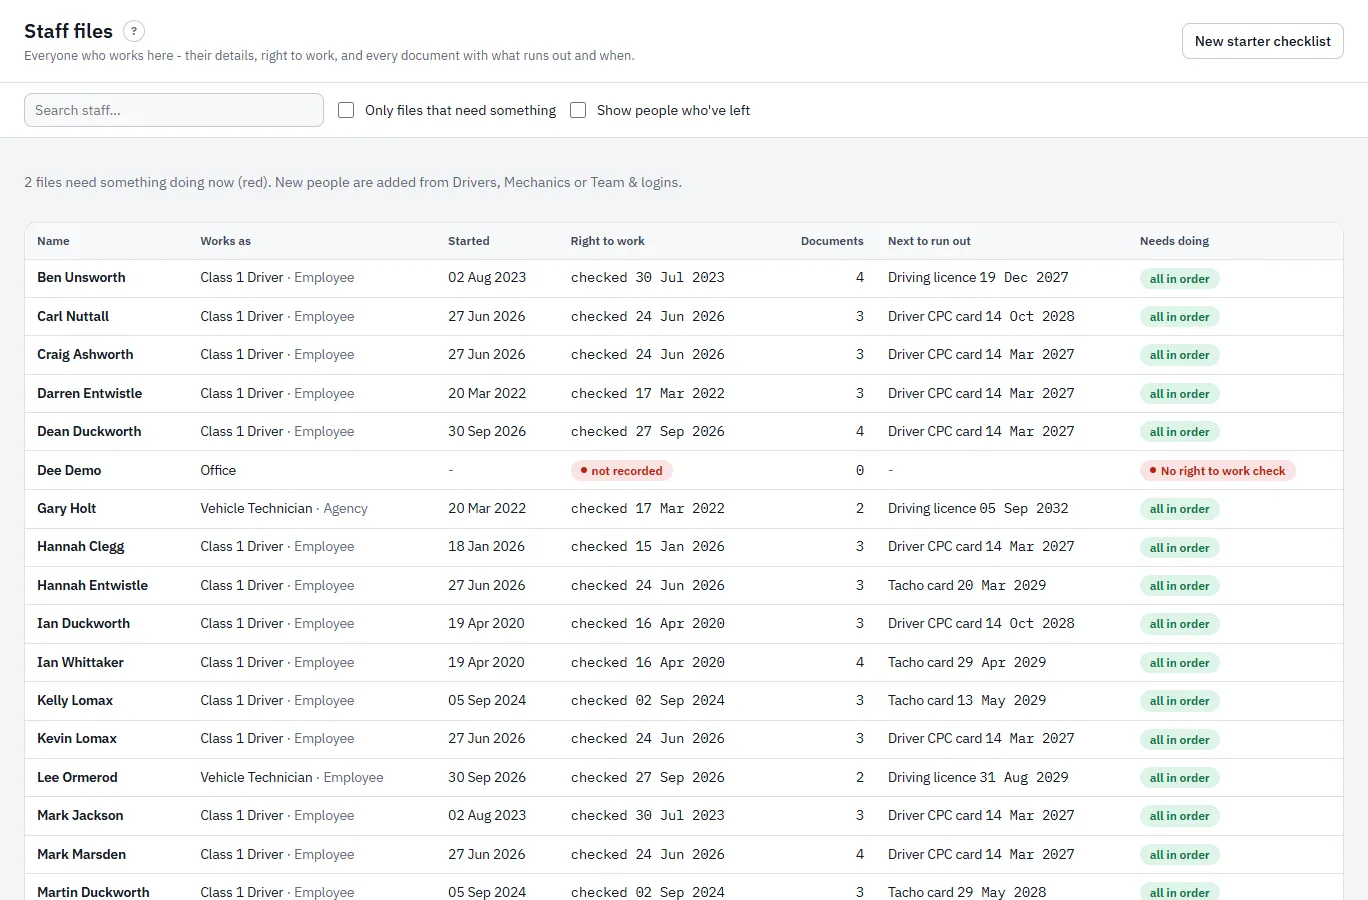 Staff files ?
Everyone who works here - their details, right to work, and every document with what runs out and when.
New starter checklist
Search staff...
Only files that need something
Show people who've left
2 files need something doing now (red). New people are added from Drivers, Mechanics or Team & logins.
Name Works as Started Right to work Documents Next to run out Needs doing
Ben Unsworth Class 1 Driver · Employee 02 Aug 2023 checked 30 Jul 2023 4 Driving licence 19 Dec 2027 all in order
Carl Nuttall Class 1 Driver · Employee 27 Jun 2026 checked 24 Jun 2026 3 Driver CPC card 14 Oct 2028 all in order
Craig Ashworth Class 1 Driver · Employee 27 Jun 2026 checked 24 Jun 2026 3 Driver CPC card 14 Mar 2027 all in order
Darren Entwistle Class 1 Driver · Employee 20 Mar 2022 checked 17 Mar 2022 3 Driver CPC card 14 Mar 2027 all in order
Dean Duckworth Class 1 Driver · Employee 30 Sep 2026 checked 27 Sep 2026 4 Driver CPC card 14 Mar 2027 all in order
Dee Demo Office - not recorded 0 - No right to work check
Gary Holt Vehicle Technician · Agency 20 Mar 2022 checked 17 Mar 2022 2 Driving licence 05 Sep 2032 all in order
Hannah Clegg Class 1 Driver · Employee 18 Jan 2026 checked 15 Jan 2026 3 Driver CPC card 14 Mar 2027 all in order
Hannah Entwistle Class 1 Driver · Employee 27 Jun 2026 checked 24 Jun 2026 3 Tacho card 20 Mar 2029 all in order
Ian Duckworth Class 1 Driver · Employee 19 Apr 2020 checked 16 Apr 2020 3 Driver CPC card 14 Oct 2028 all in order
Ian Whittaker Class 1 Driver · Employee 19 Apr 2020 checked 16 Apr 2020 4 Tacho card 29 Apr 2029 all in order
Kelly Lomax Class 1 Driver · Employee 05 Sep 2024 checked 02 Sep 2024 3 Tacho card 13 May 2029 all in order
Kevin Lomax Class 1 Driver · Employee 27 Jun 2026 checked 24 Jun 2026 3 Driver CPC card 14 Mar 2027 all in order
Lee Ormerod Vehicle Technician · Employee 30 Sep 2026 checked 27 Sep 2026 2 Driving licence 31 Aug 2029 all in order
Mark Jackson Class 1 Driver · Employee 02 Aug 2023 checked 30 Jul 2023 3 Driver CPC card 14 Mar 2027 all in order
Mark Marsden Class 1 Driver · Employee 27 Jun 2026 checked 24 Jun 2026 4 Driver CPC card 14 Mar 2027 all in order
Martin Duckworth Class 1 Driver · Employee 05 Sep 2024 checked 02 Sep 2024 3 Tacho card 29 May 2028 all in order